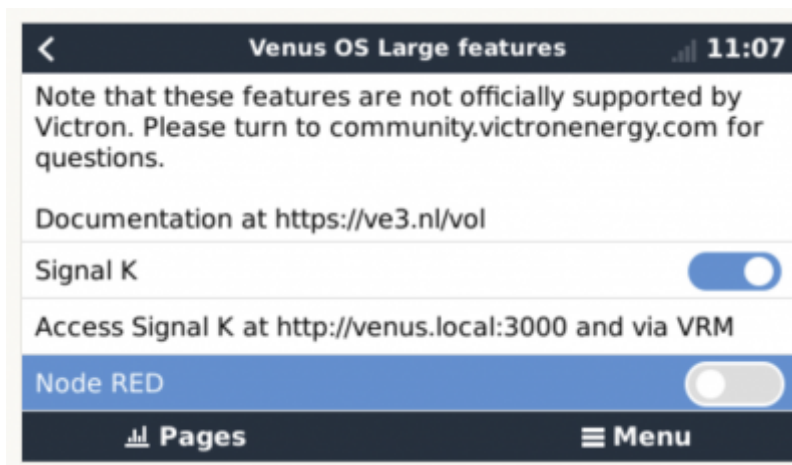 Venus OS Large features 11:07
Note that these features are not officially supported by
Victron. Please turn to community.victronenergy.com for
questions.
Documentation at https://ve3.nl/vol
Signal K
Access Signal K at http://venus.local:3000 and via VRM
Node RED
Pages Menu